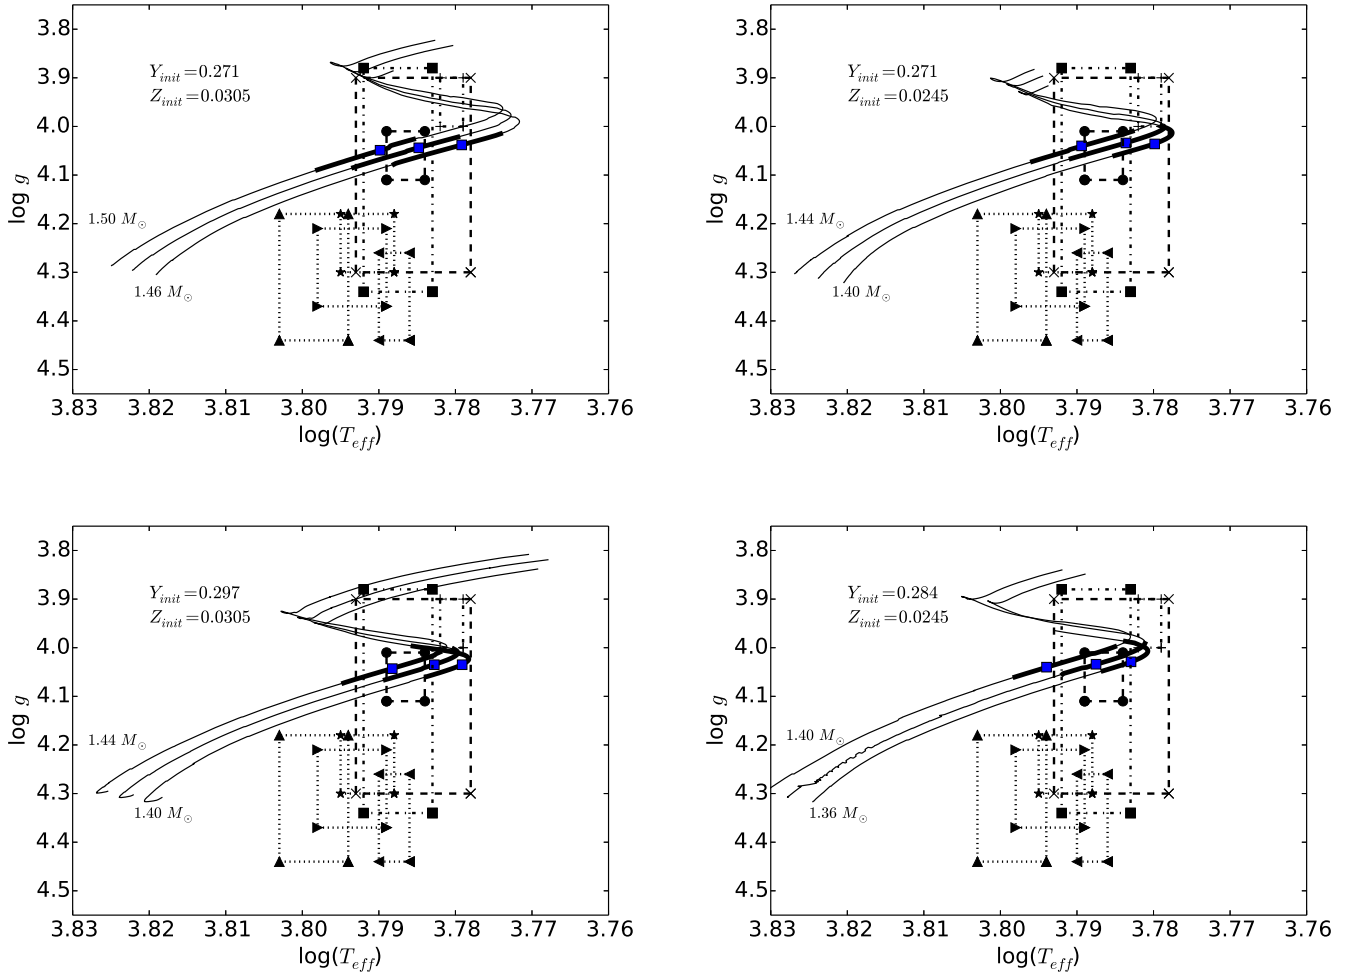 3.8
3.9
4.0
4.1
4.2
4.3
4.4
4.5
log g
Y_init=0.271
Z_init=0.0305
1.50 M☉
1.46 M☉
3.83 3.82 3.81 3.80 3.79 3.78 3.77 3.76
log(T_eff)
3.8
3.9
4.0
4.1
4.2
4.3
4.4
4.5
log g
Y_init=0.271
Z_init=0.0245
1.44 M☉
1.40 M☉
3.83 3.82 3.81 3.80 3.79 3.78 3.77 3.76
log(T_eff)
3.8
3.9
4.0
4.1
4.2
4.3
4.4
4.5
log g
Y_init=0.297
Z_init=0.0305
1.44 M☉
1.40 M☉
3.83 3.82 3.81 3.80 3.79 3.78 3.77 3.76
log(T_eff)
3.8
3.9
4.0
4.1
4.2
4.3
4.4
4.5
log g
Y_init=0.284
Z_init=0.0245
1.40 M☉
1.36 M☉
3.83 3.82 3.81 3.80 3.79 3.78 3.77 3.76
log(T_eff)